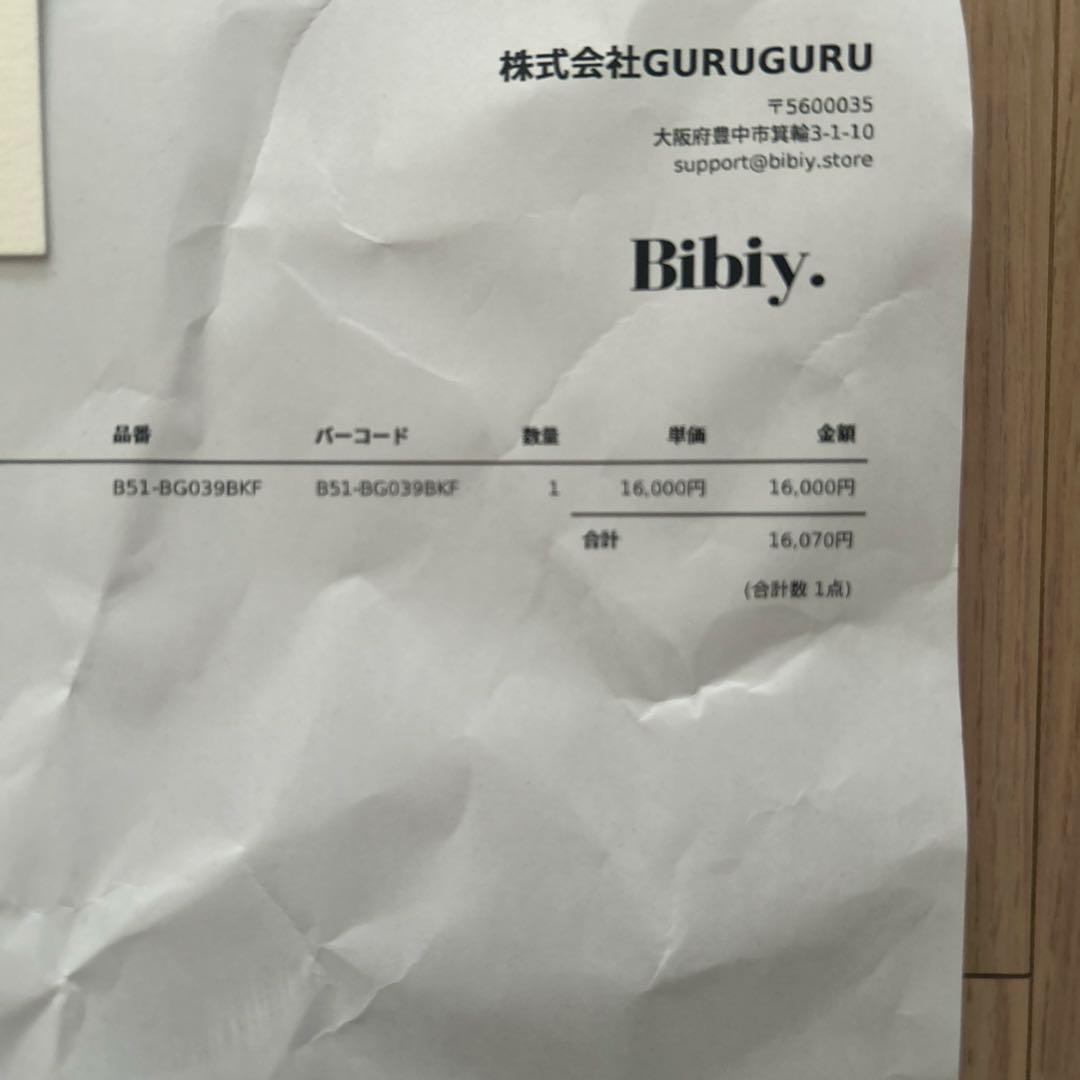 株式会社GURUGURU
〒5600035
大阪府豊中市箕輪3-1-10
support@bibiy.store
Bibiy.
品番 バーコード 数量 単価 金額
B51-BG039BKF B51-BG039BKF 1 16,000円 16,000円
合計 16,070円
(合計数 1点)